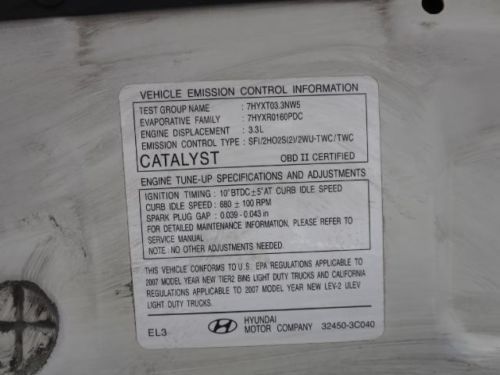 VEHICLE EMISSION CONTROL INFORMATION
TEST GROUP NAME : 7HYXT03.3NW5
EVAPORATIVE FAMILY : 7HYXR0160PDC
ENGINE DISPLACEMENT : 3.3L
EMISSION CONTROL TYPE : SFI/2HO2S(2)/2WU-TWC/TWC
CATALYST OBD II CERTIFIED
ENGINE TUNE-UP SPECIFICATIONS AND ADJUSTMENTS
IGNITION TIMING : 10°BTDC±5°AT CURB IDLE SPEED
CURB IDLE SPEED : 680 ± 100 RPM
SPARK PLUG GAP : 0.039 - 0.043 in
FOR DETAILED MAINTENANCE INFORMATION, PLEASE REFER TO
SERVICE MANUAL
NOTE : NO OTHER ADJUSTMENTS NEEDED.
THIS VEHICLE CONFORMS TO U.S. EPA REGULATIONS APPLICABLE TO
2007 MODEL YEAR NEW TIER2 BIN5 LIGHT DUTY TRUCKS AND CALIFORNIA
REGULATIONS APPLICABLE TO 2007 MODEL YEAR NEW LEV-2 ULEV
LIGHT DUTY TRUCKS.
EL3 HYUNDAI
MOTOR COMPANY 32450-3C040